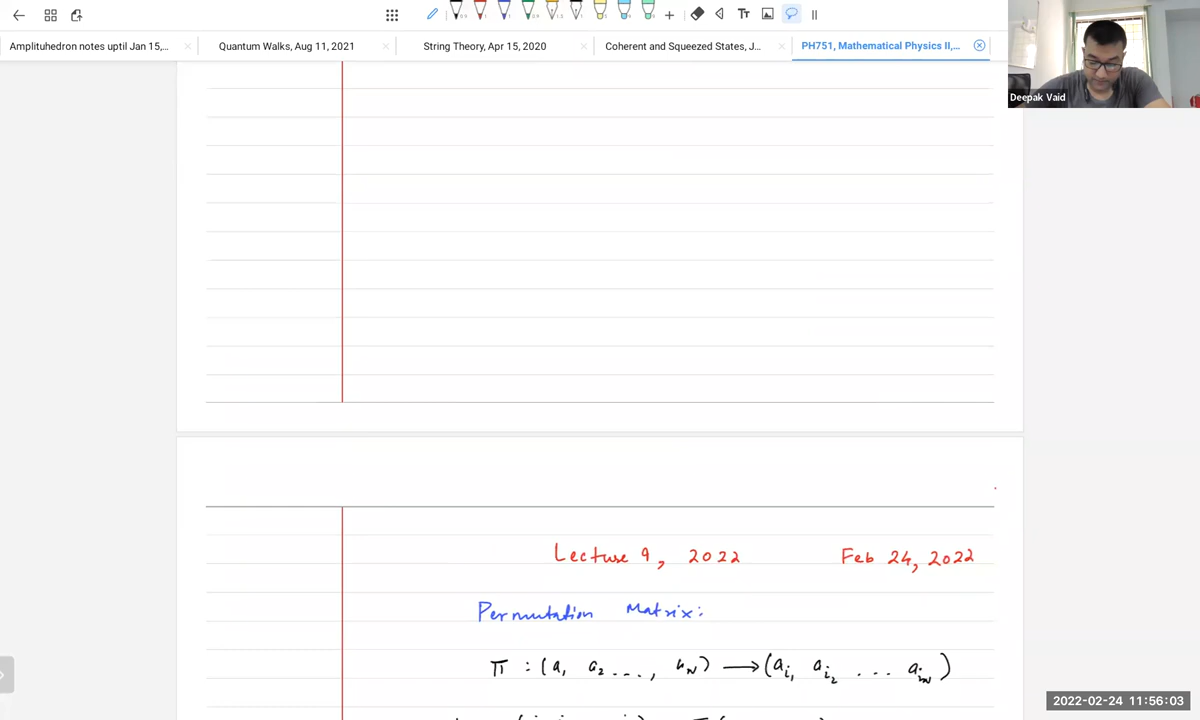 Amplituhedron notes uptil Jan 15,...
Quantum Walks, Aug 11, 2021
String Theory, Apr 15, 2020
Coherent and Squeezed States, J...
PH751, Mathematical Physics II,...
Deepak Vaid
Lecture 9, 2022 Feb 24, 2022
Permutation Matrix:
π : (a₁ a₂ ..., a_N) → (a_{i₁} a_{i₂} ... a_{i_N})
2022-02-24 11:56:03